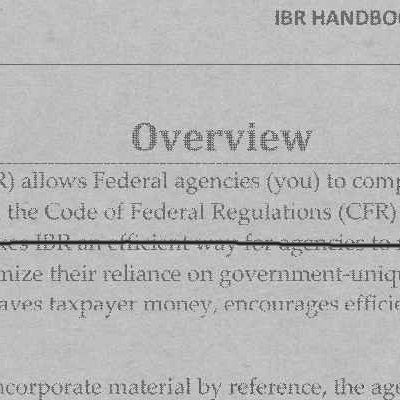 IBR HANDBOO
Overview
R) allows Federal agencies (you) to comp
the Code of Federal Regulations (CFR)
kes IBR an efficient way for agencies to
mize their reliance on government-uniqu
aves taxpayer money, encourages efficie
ncorporate material by reference, the age